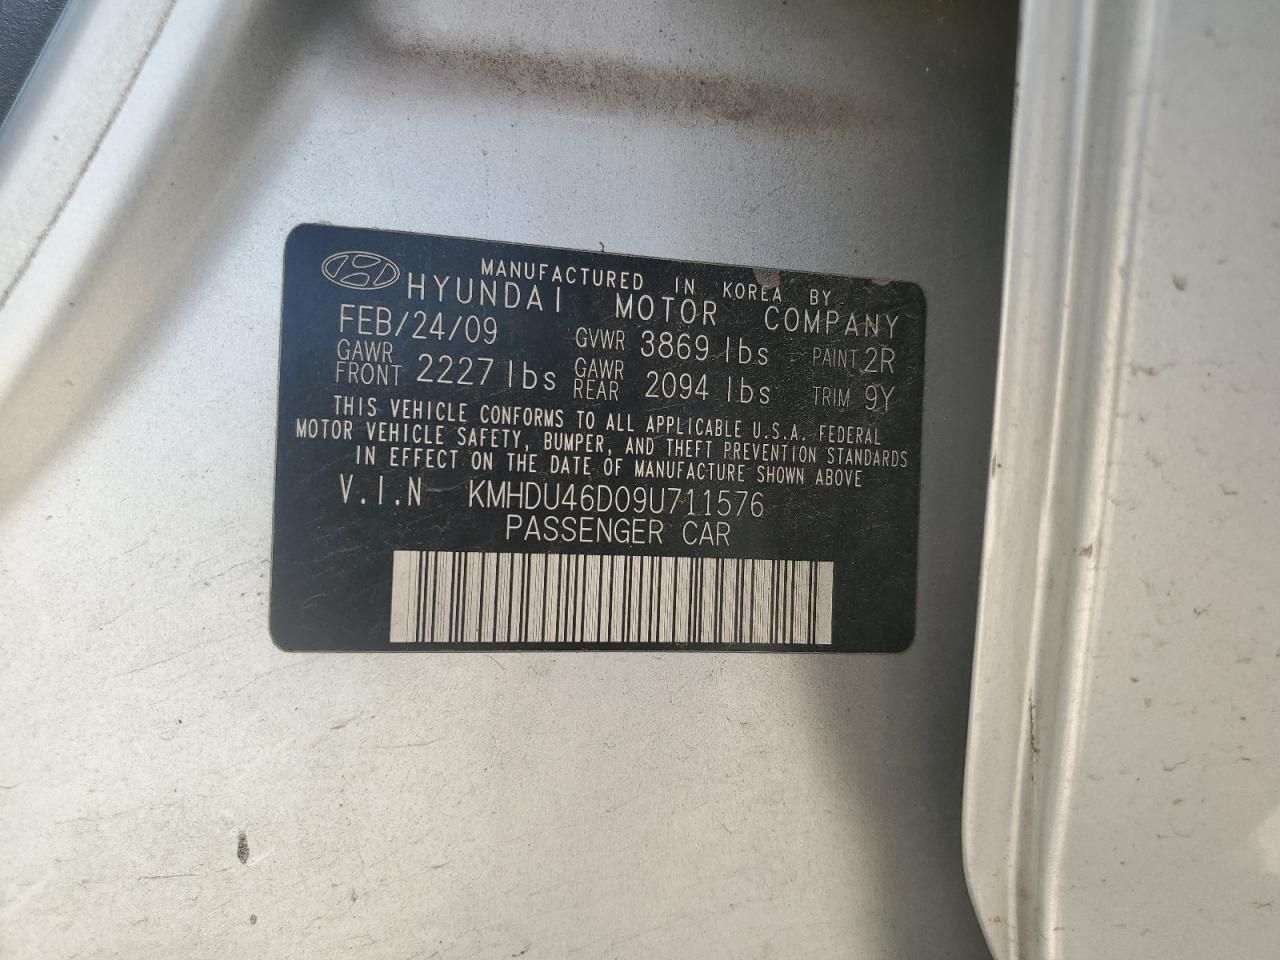 MANUFACTURED IN KOREA BY
HYUNDAI MOTOR COMPANY
FEB/24/09 GVWR 3869 lbs PAINT 2R
GAWR FRONT 2227 lbs GAWR REAR 2094 lbs TRIM 9Y
THIS VEHICLE CONFORMS TO ALL APPLICABLE U.S.A. FEDERAL
MOTOR VEHICLE SAFETY, BUMPER, AND THEFT PREVENTION STANDARDS
IN EFFECT ON THE DATE OF MANUFACTURE SHOWN ABOVE
V.I.N KMHDU46D09U711576
PASSENGER CAR